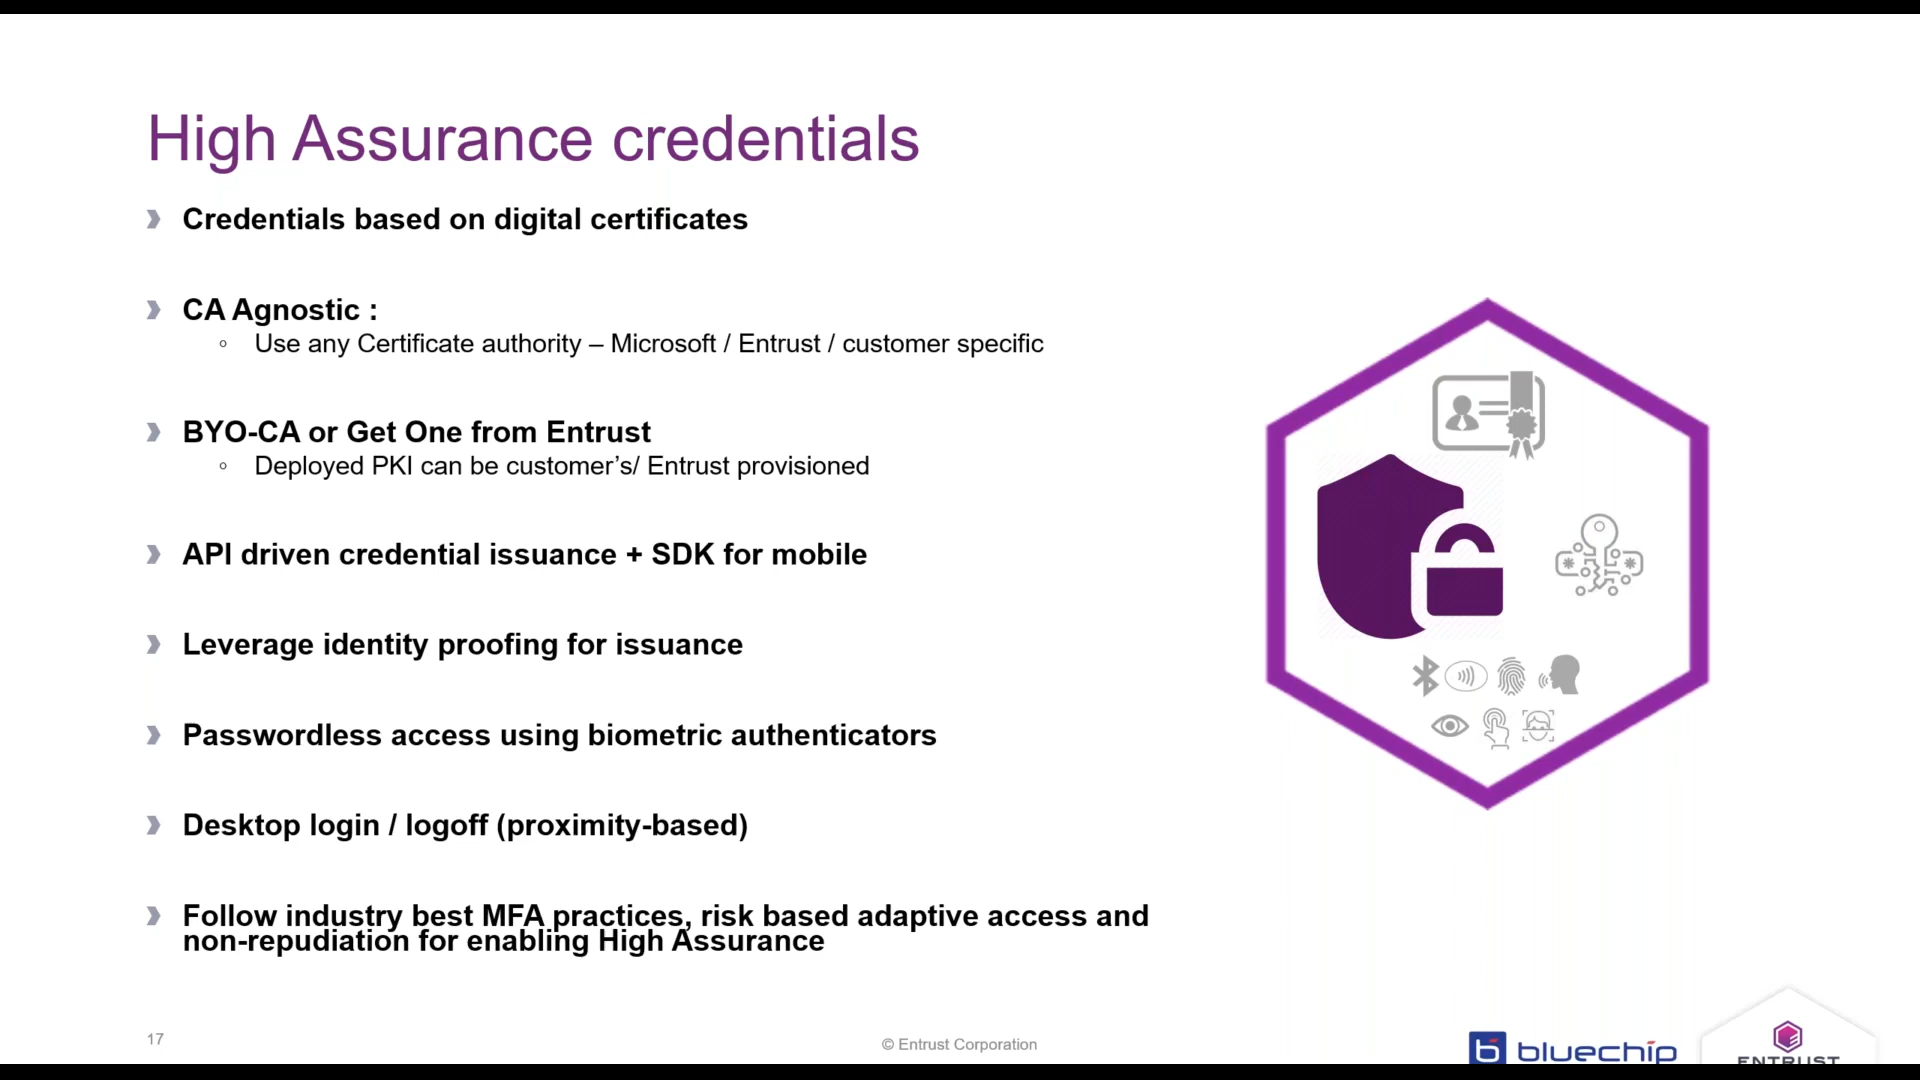 High Assurance credentials
Credentials based on digital certificates
CA Agnostic :
Use any Certificate authority – Microsoft / Entrust / customer specific
BYO-CA or Get One from Entrust
Deployed PKI can be customer’s/ Entrust provisioned
API driven credential issuance + SDK for mobile
Leverage identity proofing for issuance
Passwordless access using biometric authenticators
Desktop login / logoff (proximity-based)
Follow industry best MFA practices, risk based adaptive access and
non-repudiation for enabling High Assurance
17
© Entrust Corporation
b bluechip
ENTRUST